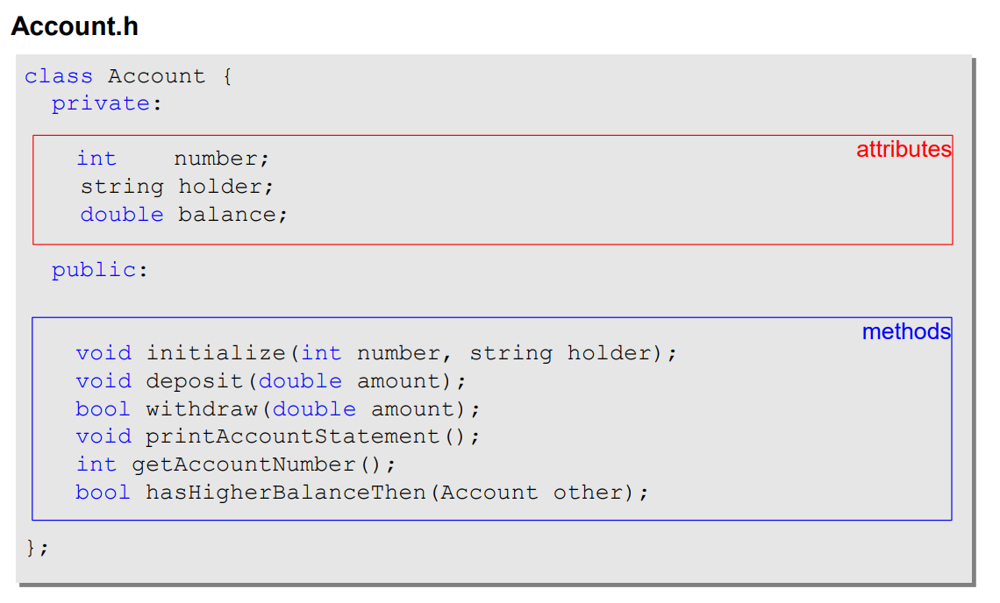 Account.h
class Account {
private:
attributes
int number;
string holder;
double balance;
public:
methods
void initialize(int number, string holder);
void deposit(double amount);
bool withdraw(double amount);
void printAccountStatement();
int getAccountNumber();
bool hasHigherBalanceThen(Account other);
};